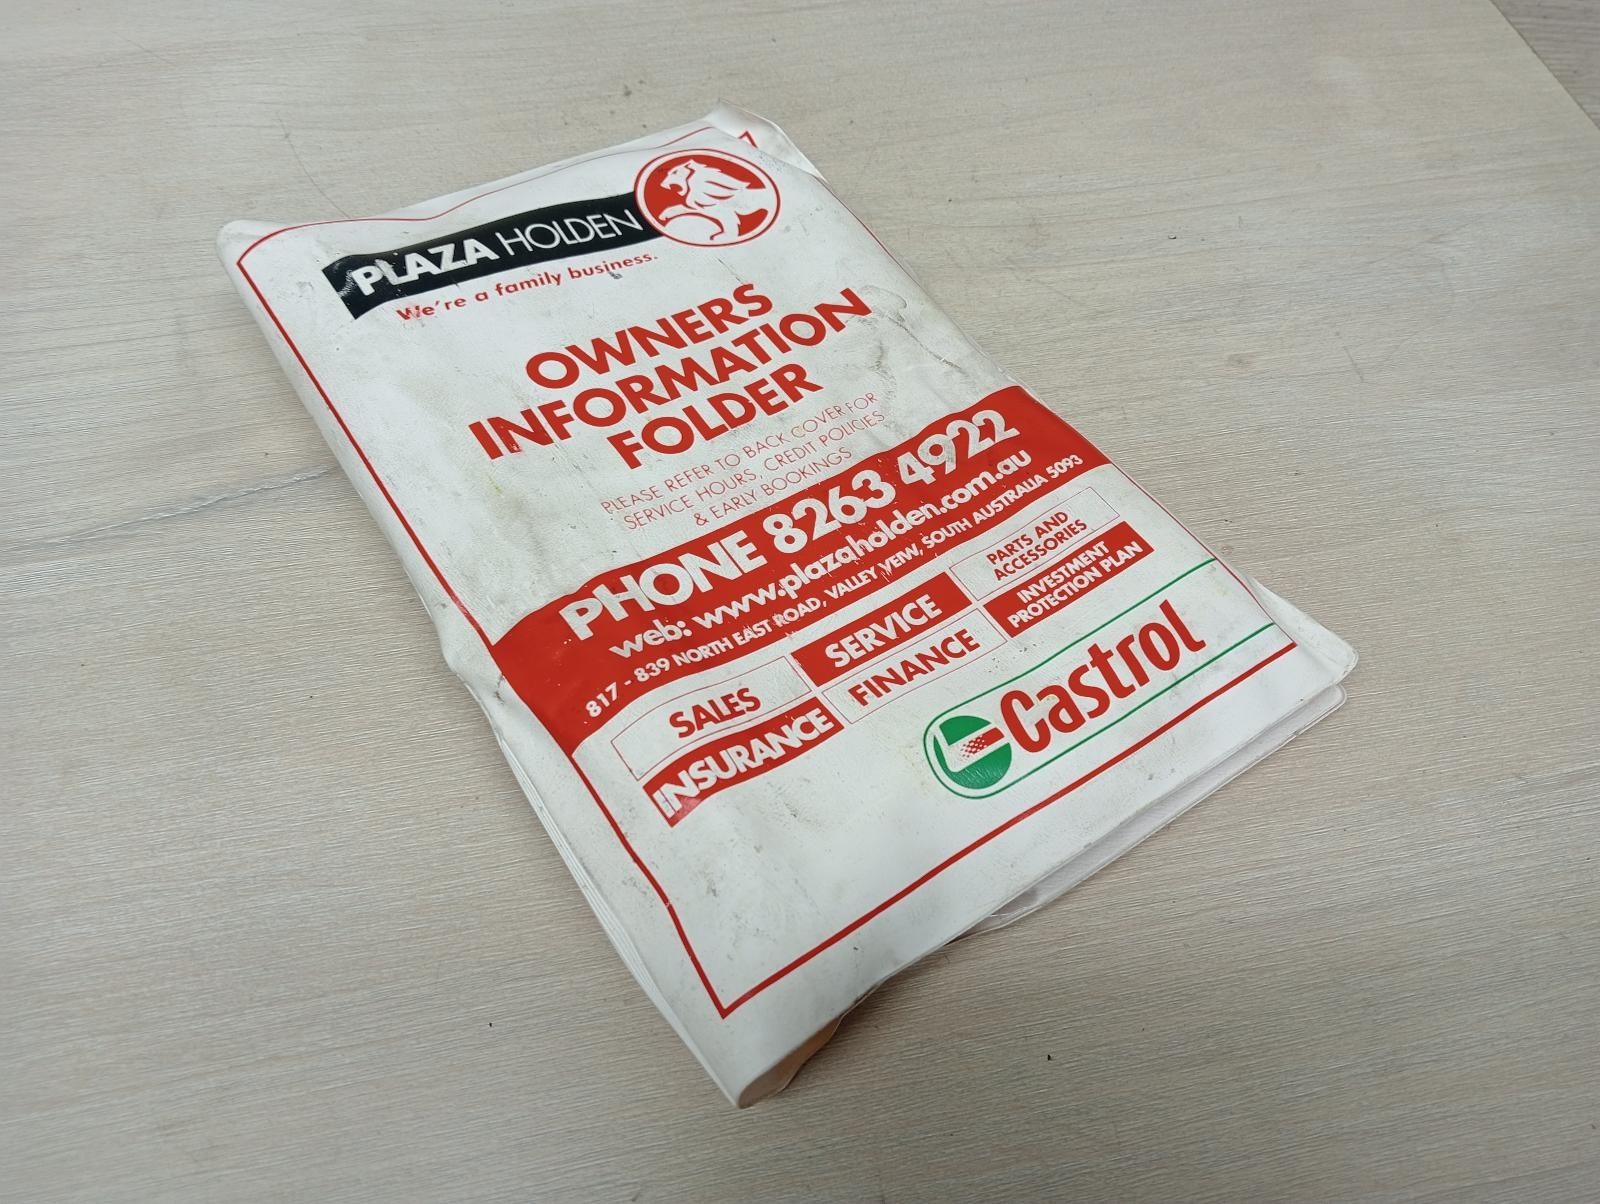 PLAZA HOLDEN
We're a family business.
OWNERS
INFORMATION
FOLDER
PLEASE REFER TO BACK COVER FOR
SERVICE HOURS, CREDIT POLICIES
& EARLY BOOKINGS
PHONE 8263 4922
web: www.plazaholden.com.au
817 - 839 NORTH EAST ROAD, VALLEY VEIW, SOUTH AUSTRALIA 5093
SALES
SERVICE
PARTS AND
ACCESSORIES
INSURANCE
FINANCE
INVESTMENT
PROTECTION PLAN
Castrol